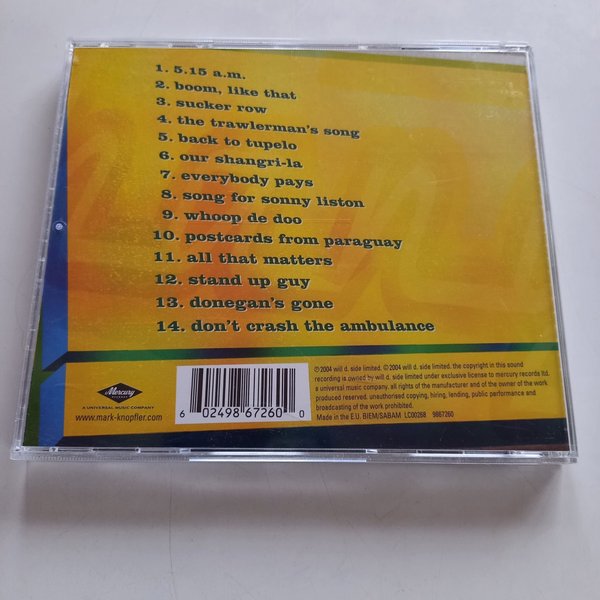 1. 5.15 a.m.
2. boom, like that
3. sucker row
4. the trawlerman's song
5. back to tupelo
6. our shangri-la
7. everybody pays
8. song for sonny liston
9. whoop de doo
10. postcards from paraguay
11. all that matters
12. stand up guy
13. donegan's gone
14. don't crash the ambulance
Mercury
RECORDS
A UNIVERSAL MUSIC COMPANY
www.mark-knopfler.com
6 02498 67260 0
℗2004 will d. side limited. ©2004 will d. side limited. the copyright in this sound
recording is owned by will d. side limited under exclusive license to mercury records ltd.
a universal music company. all rights of the manufacturer and of the owner of the work
produced reserved. unauthorised copying, hiring, lending, public performance and
broadcasting of the work prohibited.
Made in the E.U. BIEM/SABAM LC00268 9867260